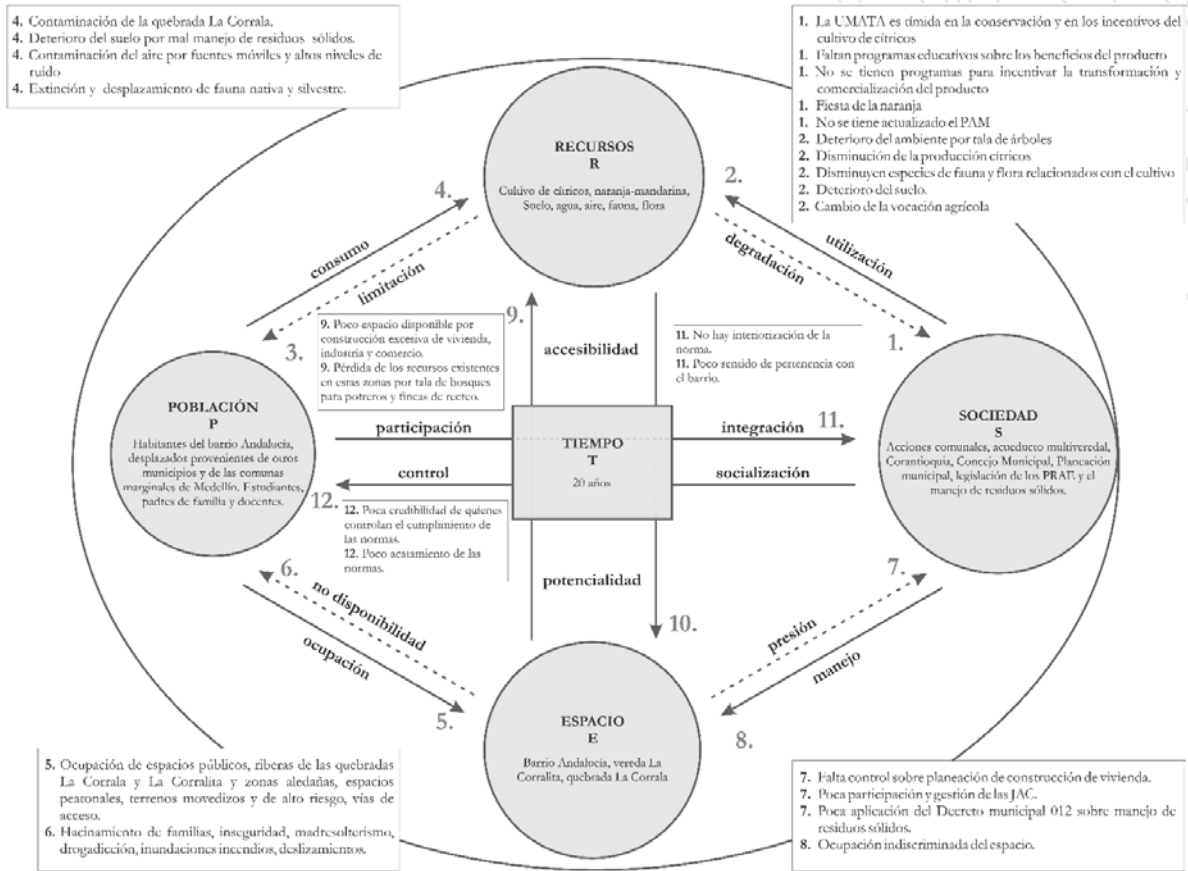 4. Contaminación de la quebrada La Corrala.
4. Deterioro del suelo por mal manejo de residuos sólidos.
4. Contaminación del aire por fuentes móviles y altos niveles de
ruido
4. Extinción y desplazamiento de fauna nativa y silvestre.
1. La UMATA es tímida en la conservación y en los incentivos del
cultivo de cítricos
1. Faltan programas educativos sobre los beneficios del producto
1. No se tienen programas para incentivar la transformación y
comercialización del producto
1. Fiesta de la naranja
1. No se tiene actualizado el PAM
2. Deterioro del ambiente por tala de árboles
2. Disminución de la producción cítricos
2. Disminuyen especies de fauna y flora relacionados con el cultivo
2. Deterioro del suelo.
2. Cambio de la vocación agrícola
RECURSOS
R
Cultivo de cítricos, naranja-mandarina,
Suelo, agua, aire, fauna, flora
4.
2.
consumo
limitación
utilización
degradación
3.
9.
1.
9. Poco espacio disponible por
construcción excesiva de vivienda,
industria y comercio.
9. Pérdida de los recursos existentes
en estas zonas por tala de bosques
para potreros y fincas de recreo.
accesibilidad
11. No hay interiorización de la
norma.
11. Poco sentido de pertenencia con
el barrio.
POBLACIÓN
P
Habitantes del barrio Andalucía,
desplazados provenientes de otros
municipios y de las comunas
marginales de Medellín. Estudiantes,
padres de familia y docentes.
participación
control
TIEMPO
T
20 años
integración
11.
socialización
SOCIEDAD
S
Acciones comunales, acueducto multiveredal,
Corantioquia, Concejo Municipal, Planeación
municipal, legislación de los PRAE y el
manejo de residuos sólidos.
12.
12. Poca credibilidad de quienes
controlan el cumplimiento de
las normas.
12. Poco acatamiento de las
normas.
potencialidad
6.
7.
no disponibilidad
ocupación
10.
presión
manejo
5.
8.
ESPACIO
E
Barrio Andalucía, vereda La
Corralita, quebrada La Corrala
5. Ocupación de espacios públicos, riberas de las quebradas
La Corrala y La Corralita y zonas aledañas, espacios
peatonales, terrenos movedizos y de alto riesgo, vías de
acceso.
6. Hacinamiento de familias, inseguridad, madresolterismo,
drogadicción, inundaciones incendios, deslizamientos.
7. Falta control sobre planeación de construcción de vivienda.
7. Poca participación y gestión de las JAC.
7. Poca aplicación del Decreto municipal 012 sobre manejo de
residuos sólidos.
8. Ocupación indiscriminada del espacio.